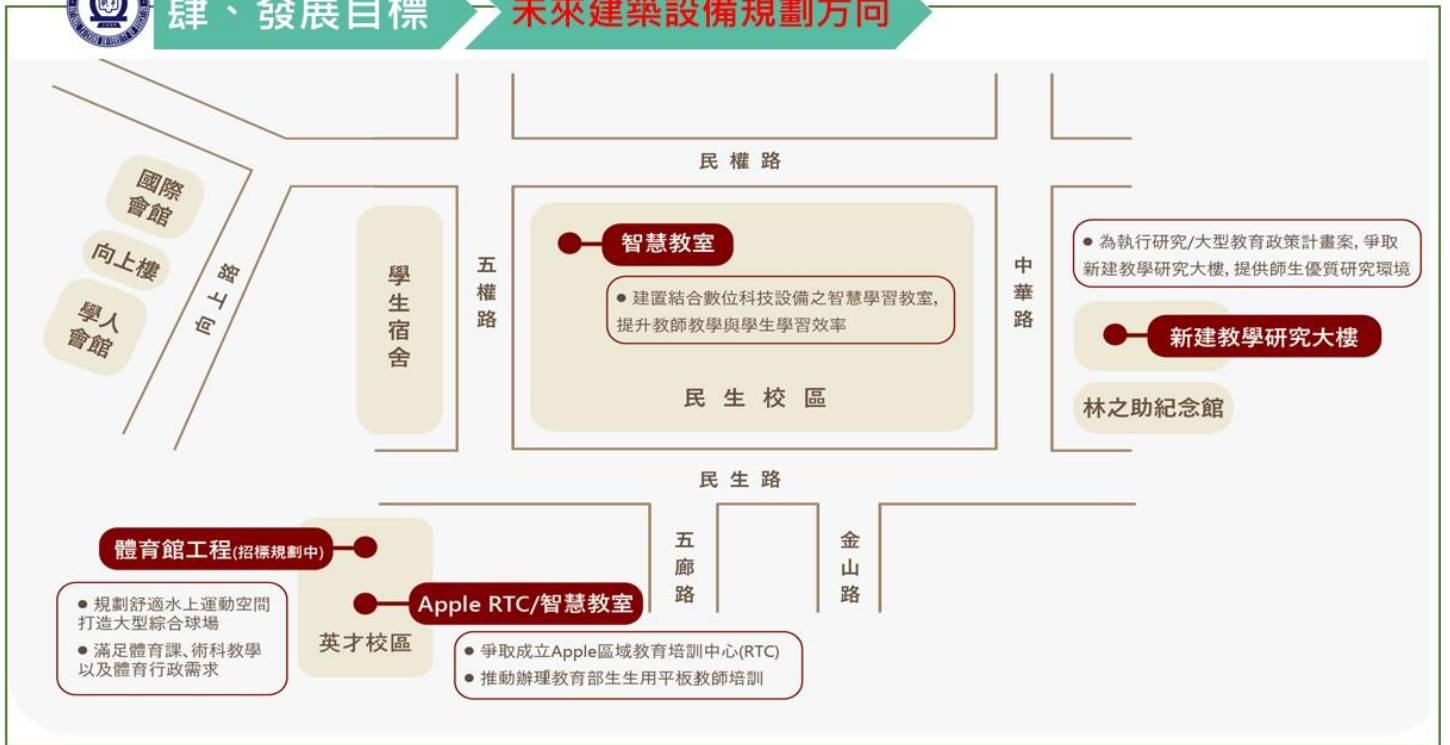 肆、發展目標
未來建築設備規劃方向
民權路
國際
會館
向上樓
學人
會館
向上路
學生宿舍
五權路
智慧教室
● 建置結合數位科技設備之智慧學習教室,
提升教師教學與學生學習效率
民生校區
中華路
● 為執行研究/大型教育政策計畫案, 爭取
新建教學研究大樓, 提供師生優質研究環境
新建教學研究大樓
林之助紀念館
民生路
五廊路
金山路
體育館工程(招標規劃中)
● 規劃舒適水上運動空間
打造大型綜合球場
● 滿足體育課、術科教學
以及體育行政需求
英才校區
Apple RTC/智慧教室
● 爭取成立Apple區域教育培訓中心(RTC)
● 推動辦理教育部生生用平板教師培訓